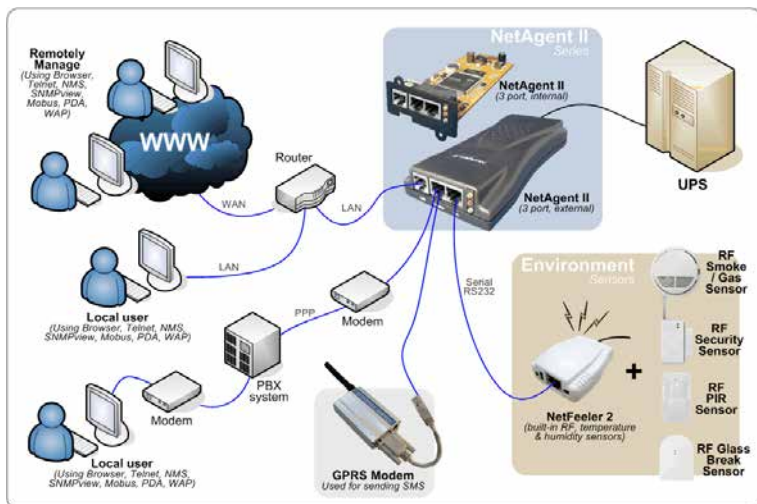 Remotely
Manage
(Using Browser,
Telnet, NMS,
SNMPview,
Mobus, PDA,
WAP)
WWW
Router
WAN
LAN
LAN
Local user
(Using Browser, Telnet, NMS,
SNMPview, Mobus, PDA, WAP)
NetAgent II
Series
NetAgent II
(3 port, internal)
NetAgent II
(3 port, external)
UPS
PPP
Modem
PBX
system
Modem
Local user
(Using Browser, Telnet, NMS,
SNMPview, Mobus, PDA, WAP)
GPRS Modem
Used for sending SMS
Serial
RS232
Environment
Sensors
NetFeeler 2
(built-in RF, temperature
& humidity sensors)
+
RF
Smoke
/ Gas
Sensor
RF
Security
Sensor
RF
PIR
Sensor
RF Glass
Break
Sensor